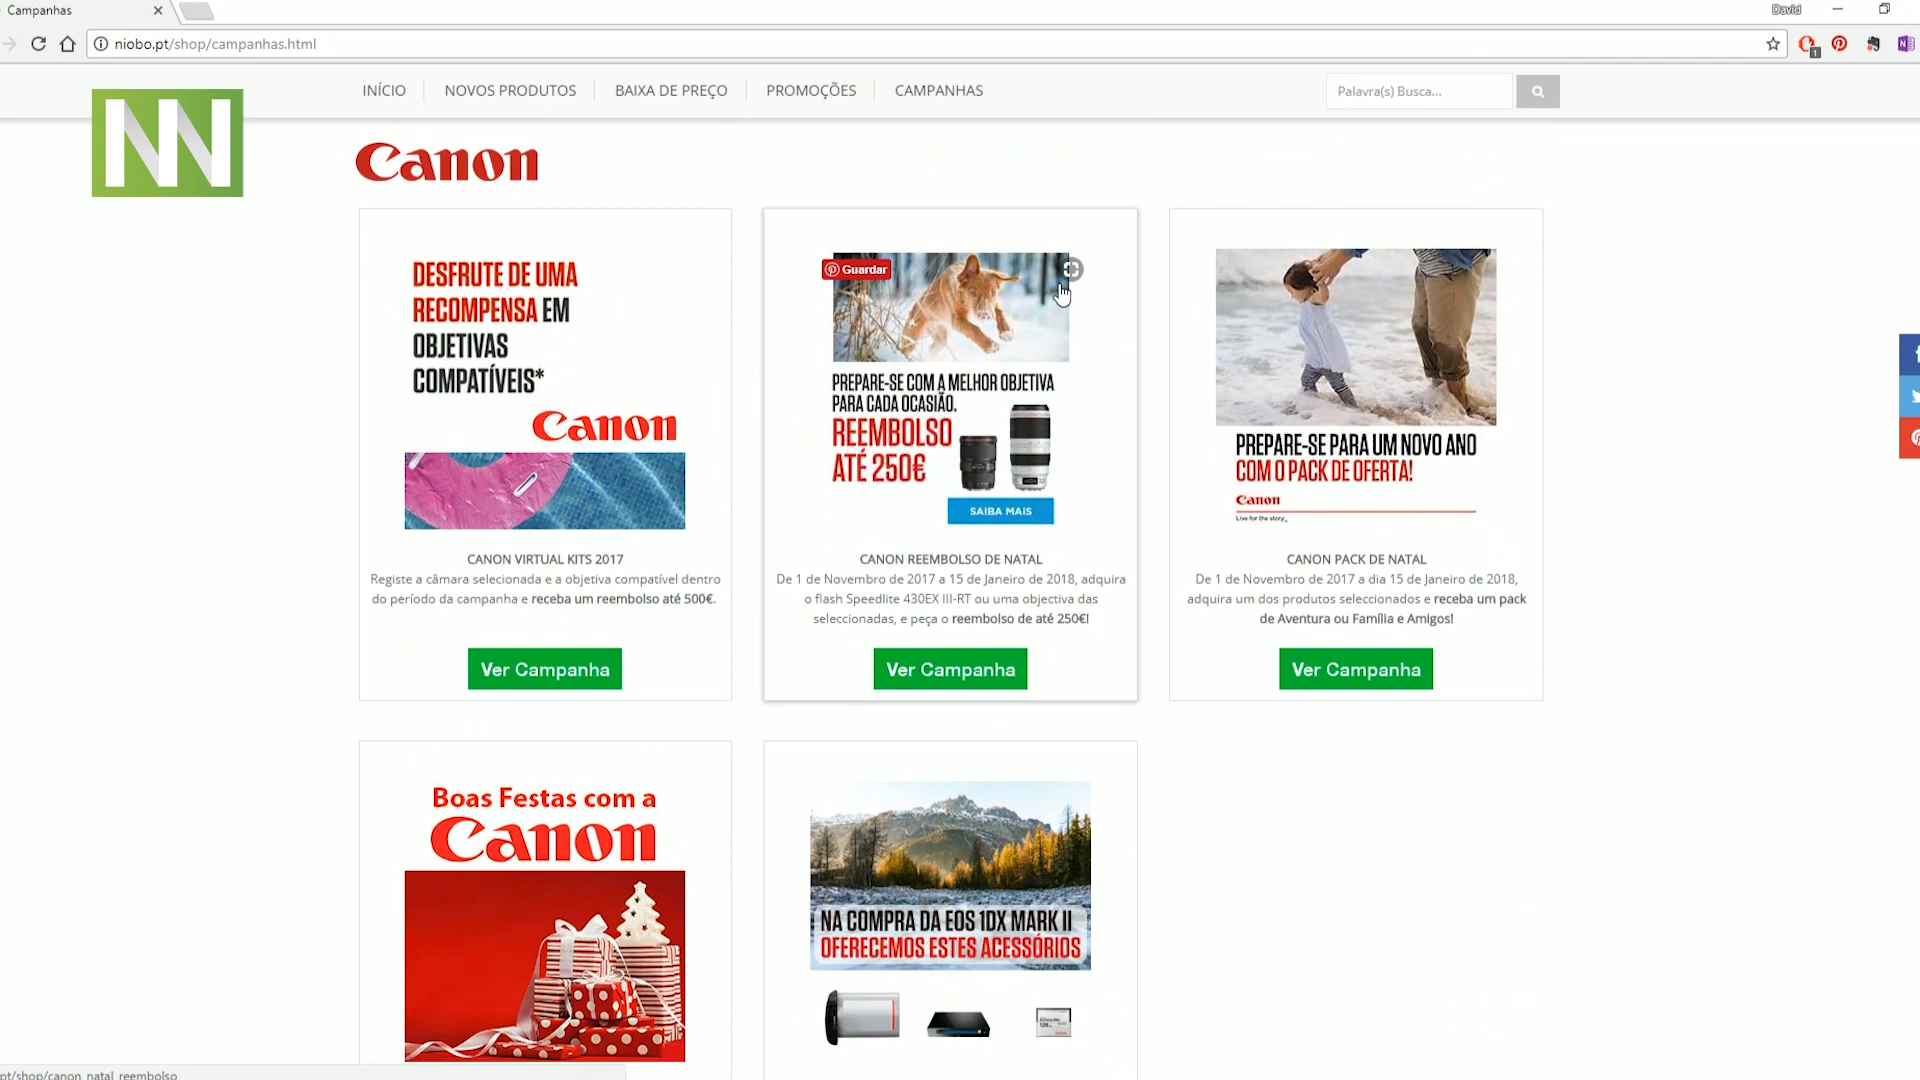 Campanhas
David
niobo.pt/shop/campanhas.html
1
INÍCIO
NOVOS PRODUTOS
BAIXA DE PREÇO
PROMOÇÕES
CAMPANHAS
Palavra(s) Busca...
NN
Canon
DESFRUTE DE UMA
RECOMPENSA EM
OBJETIVAS
COMPATÍVEIS*
Canon
CANON VIRTUAL KITS 2017
Registe a câmara selecionada e a objetiva compatível dentro
do período da campanha e receba um reembolso até 500€.
Ver Campanha
Guardar
PREPARE-SE COM A MELHOR OBJETIVA
PARA CADA OCASIÃO.
REEMBOLSO
ATÉ 250€
SAIBA MAIS
CANON REEMBOLSO DE NATAL
De 1 de Novembro de 2017 a 15 de Janeiro de 2018, adquira
o flash Speedlite 430EX III-RT ou uma objectiva das
seleccionadas, e peça o reembolso de até 250€!
Ver Campanha
PREPARE-SE PARA UM NOVO ANO
COM O PACK DE OFERTA!
Canon
Live for the story_
CANON PACK DE NATAL
De 1 de Novembro de 2017 a dia 15 de Janeiro de 2018,
adquira um dos produtos seleccionados e receba um pack
de Aventura ou Família e Amigos!
Ver Campanha
Boas Festas com a
Canon
NA COMPRA DA EOS 1DX MARK II
OFERECEMOS ESTES ACESSÓRIOS
pt/shop/canon_natal_reembolso